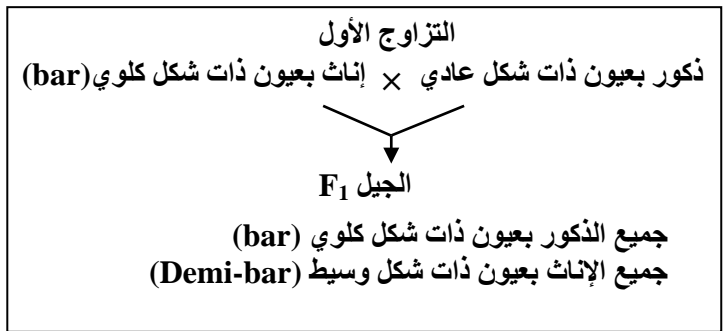 التزاوج الأول
ذكور بعيون ذات شكل عادي × إناث بعيون ذات شكل كلوي(bar)
الجيل F₁
جميع الذكور بعيون ذات شكل كلوي (bar)
جميع الإناث بعيون ذات شكل وسيط (Demi-bar)